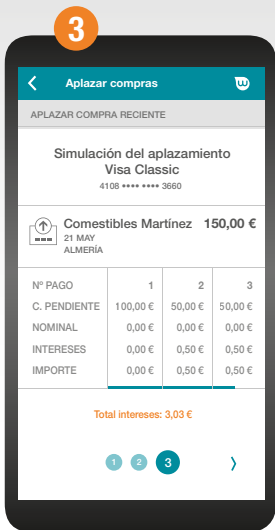 3
Aplazar compras
APLAZAR COMPRA RECIENTE
Simulación del aplazamiento
Visa Classic
4108 •••• •••• 3660
Comestibles Martínez 150,00 €
21 MAY
ALMERÍA
Nº PAGO 1 2 3
C. PENDIENTE 100,00 € 50,00 € 50,00 €
NOMINAL 0,00 € 0,00 € 0,00 €
INTERESES 0,00 € 0,50 € 0,50 €
IMPORTE 0,00 € 0,50 € 0,50 €
Total intereses: 3,03 €
1 2 3